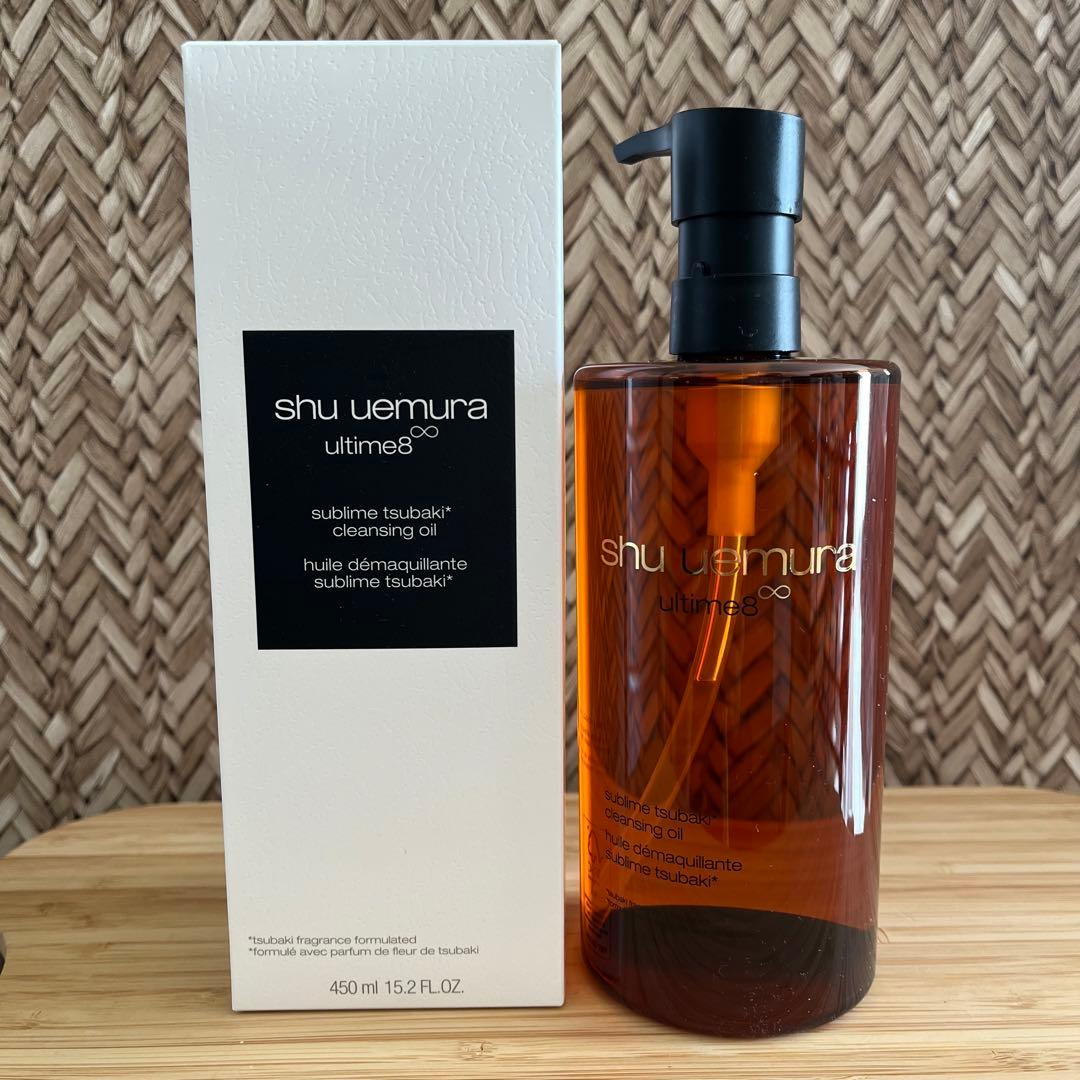 shu uemura
ultime8∞
sublime tsubaki*
cleansing oil
huile démaquillante
sublime tsubaki*
*tsubaki fragrance formulated
*formulé avec parfum de fleur de tsubaki
450 ml 15.2 FL.OZ.
shu uemura
ultime8∞
sublime tsubaki*
cleansing oil
huile démaquillante
sublime tsubaki*